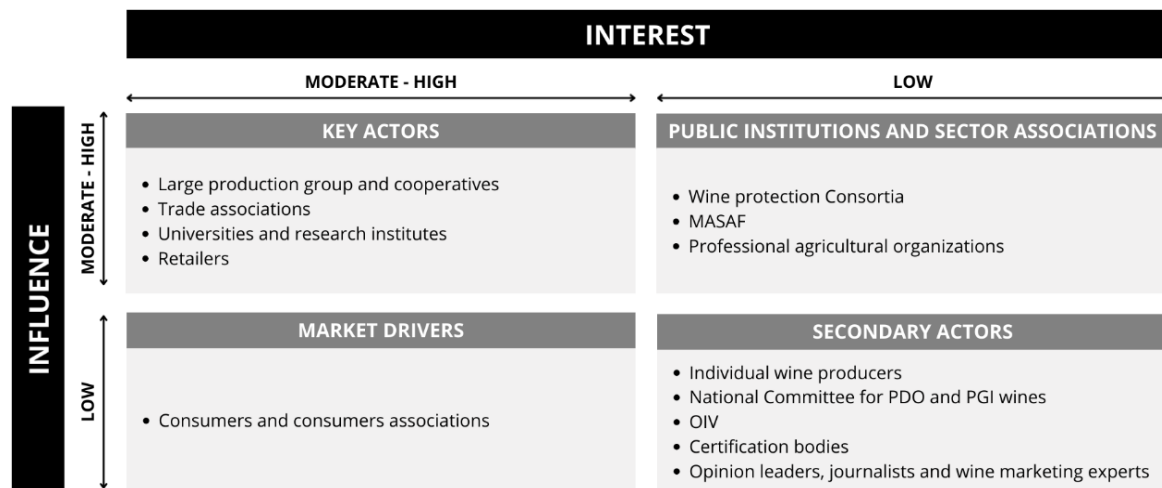 INTEREST
MODERATE - HIGH
LOW
INFLUENCE
MODERATE - HIGH
KEY ACTORS
• Large production group and cooperatives
• Trade associations
• Universities and research institutes
• Retailers
PUBLIC INSTITUTIONS AND SECTOR ASSOCIATIONS
• Wine protection Consortia
• MASAF
• Professional agricultural organizations
LOW
MARKET DRIVERS
• Consumers and consumers associations
SECONDARY ACTORS
• Individual wine producers
• National Committee for PDO and PGI wines
• OIV
• Certification bodies
• Opinion leaders, journalists and wine marketing experts